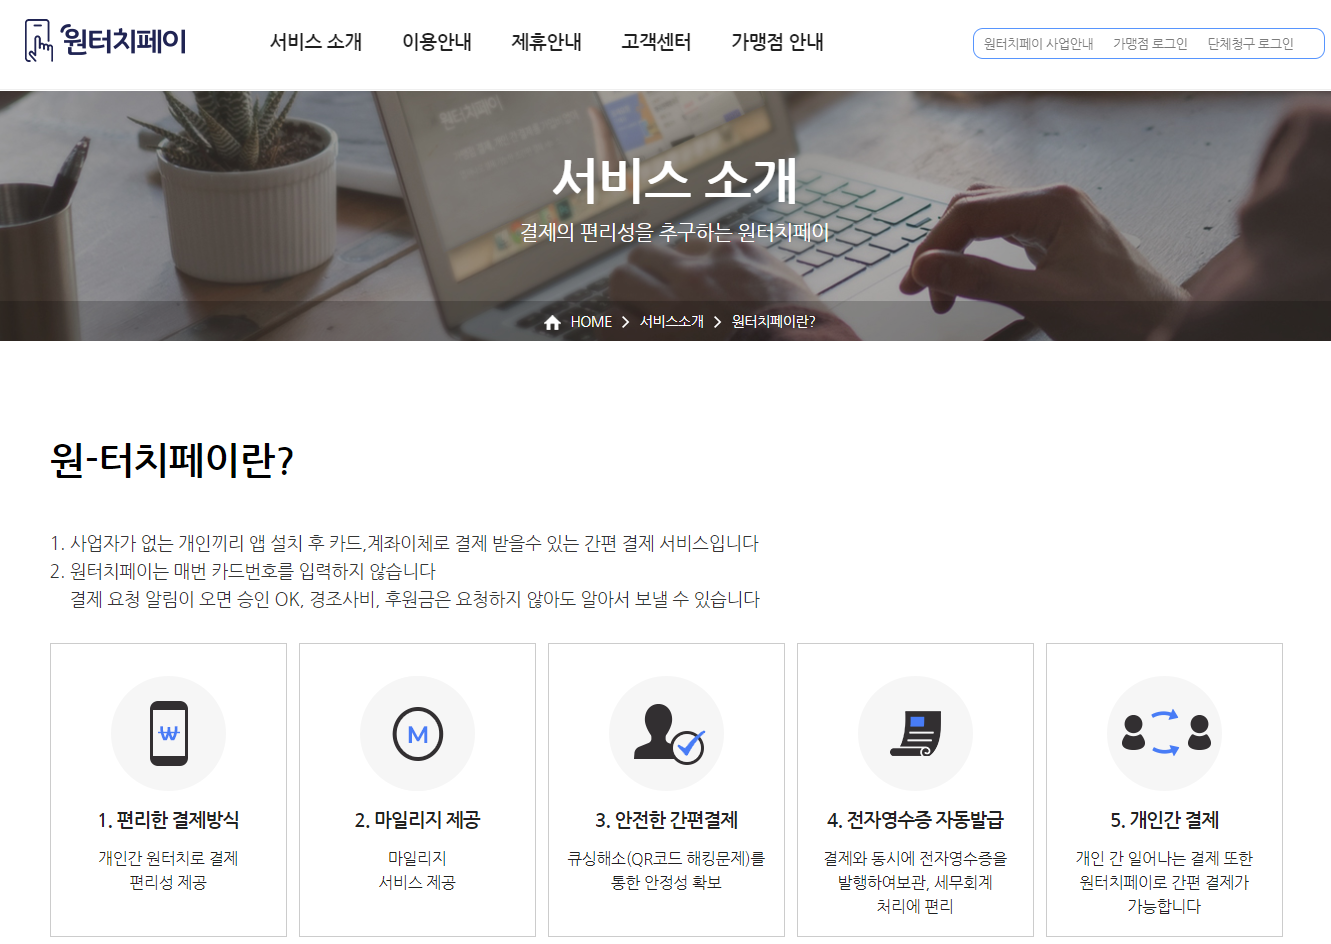 원터치페이
서비스 소개 이용안내 제휴안내 고객센터 가맹점 안내
원터치페이 사업안내 가맹점 로그인 단체청구 로그인
원터치페이
서비스 소개
결제의 편리성을 추구하는 원터치페이
HOME > 서비스소개 > 원터치페이란?
원-터치페이란?
1. 사업자가 없는 개인끼리 앱 설치 후 카드,계좌이체로 결제 받을수 있는 간편 결제 서비스입니다
2. 원터치페이는 매번 카드번호를 입력하지 않습니다
결제 요청 알림이 오면 승인 OK, 경조사비, 후원금은 요청하지 않아도 알아서 보낼 수 있습니다
₩
1. 편리한 결제방식
개인간 원터치로 결제
편리성 제공
M
2. 마일리지 제공
마일리지
서비스 제공
3. 안전한 간편결제
큐싱해소(QR코드 해킹문제)를
통한 안정성 확보
4. 전자영수증 자동발급
결제와 동시에 전자영수증을
발행하여보관, 세무회계
처리에 편리
5. 개인간 결제
개인 간 일어나는 결제 또한
원터치페이로 간편 결제가
가능합니다